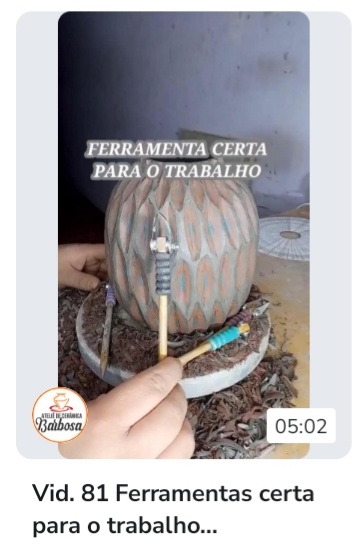 FERRAMENTA CERTA
PARA O TRABALHO
ATELIÊ DE CERÂMICA
Barbosa
05:02
Vid. 81 Ferramentas certa
para o trabalho...